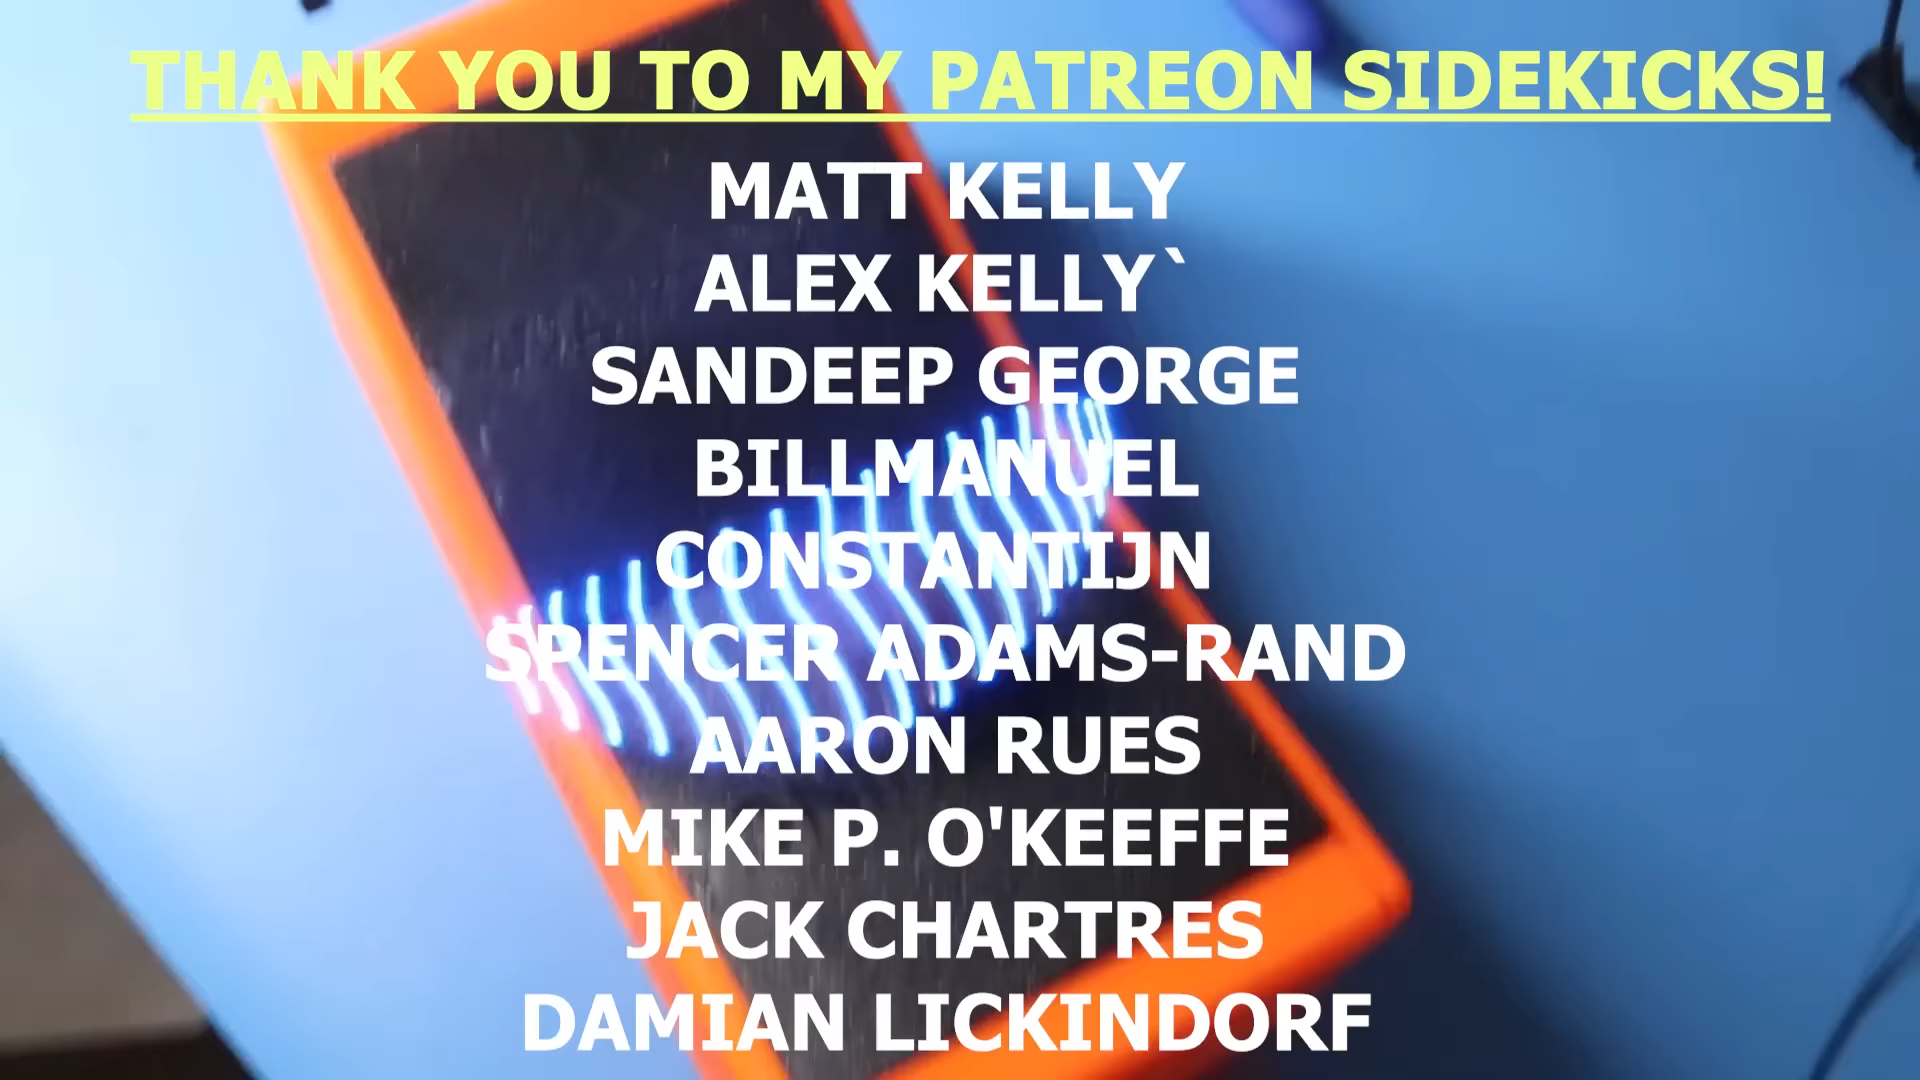 THANK YOU TO MY PATREON SIDEKICKS!
MATT KELLY
ALEX KELLY`
SANDEEP GEORGE
BILLMANUEL
CONSTANTIJN
SPENCER ADAMS-RAND
AARON RUES
MIKE P. O'KEEFFE
JACK CHARTRES
DAMIAN LICKINDORF